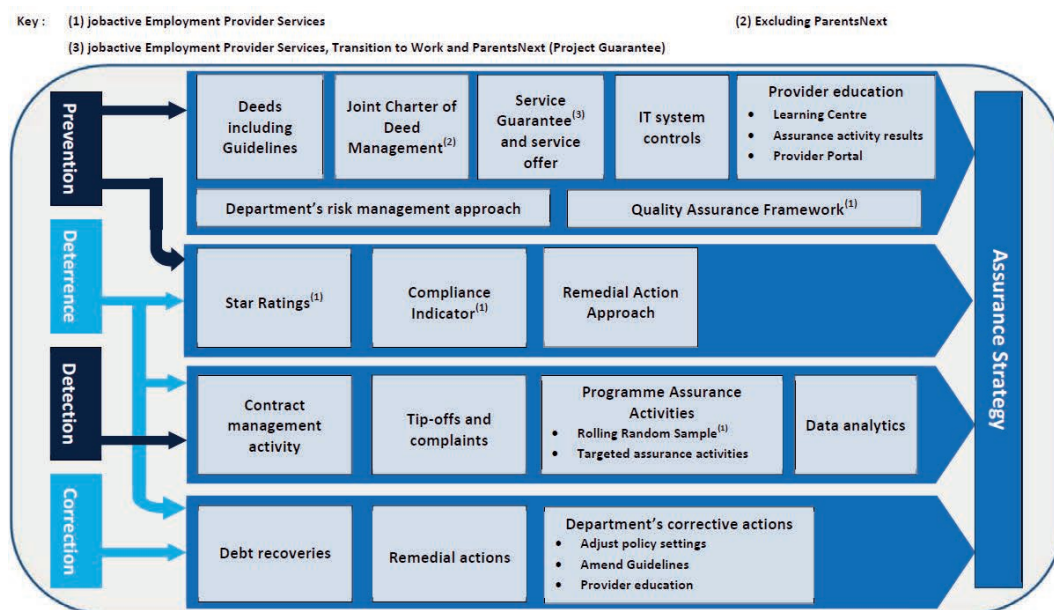 Key : (1) jobactive Employment Provider Services (2) Excluding ParentsNext
(3) jobactive Employment Provider Services, Transition to Work and ParentsNext (Project Guarantee)
Prevention
Deeds
including
Guidelines
Joint Charter of
Deed
Management(2)
Service
Guarantee(3)
and service
offer
IT system
controls
Provider education
• Learning Centre
• Assurance activity results
• Provider Portal
Department's risk management approach
Quality Assurance Framework(1)
Deterrence
Star Ratings(1)
Compliance
Indicator(1)
Remedial Action
Approach
Detection
Contract
management
activity
Tip-offs and
complaints
Programme Assurance
Activities
• Rolling Random Sample(1)
• Targeted assurance activities
Data analytics
Correction
Debt recoveries
Remedial actions
Department's corrective actions
• Adjust policy settings
• Amend Guidelines
• Provider education
Assurance Strategy